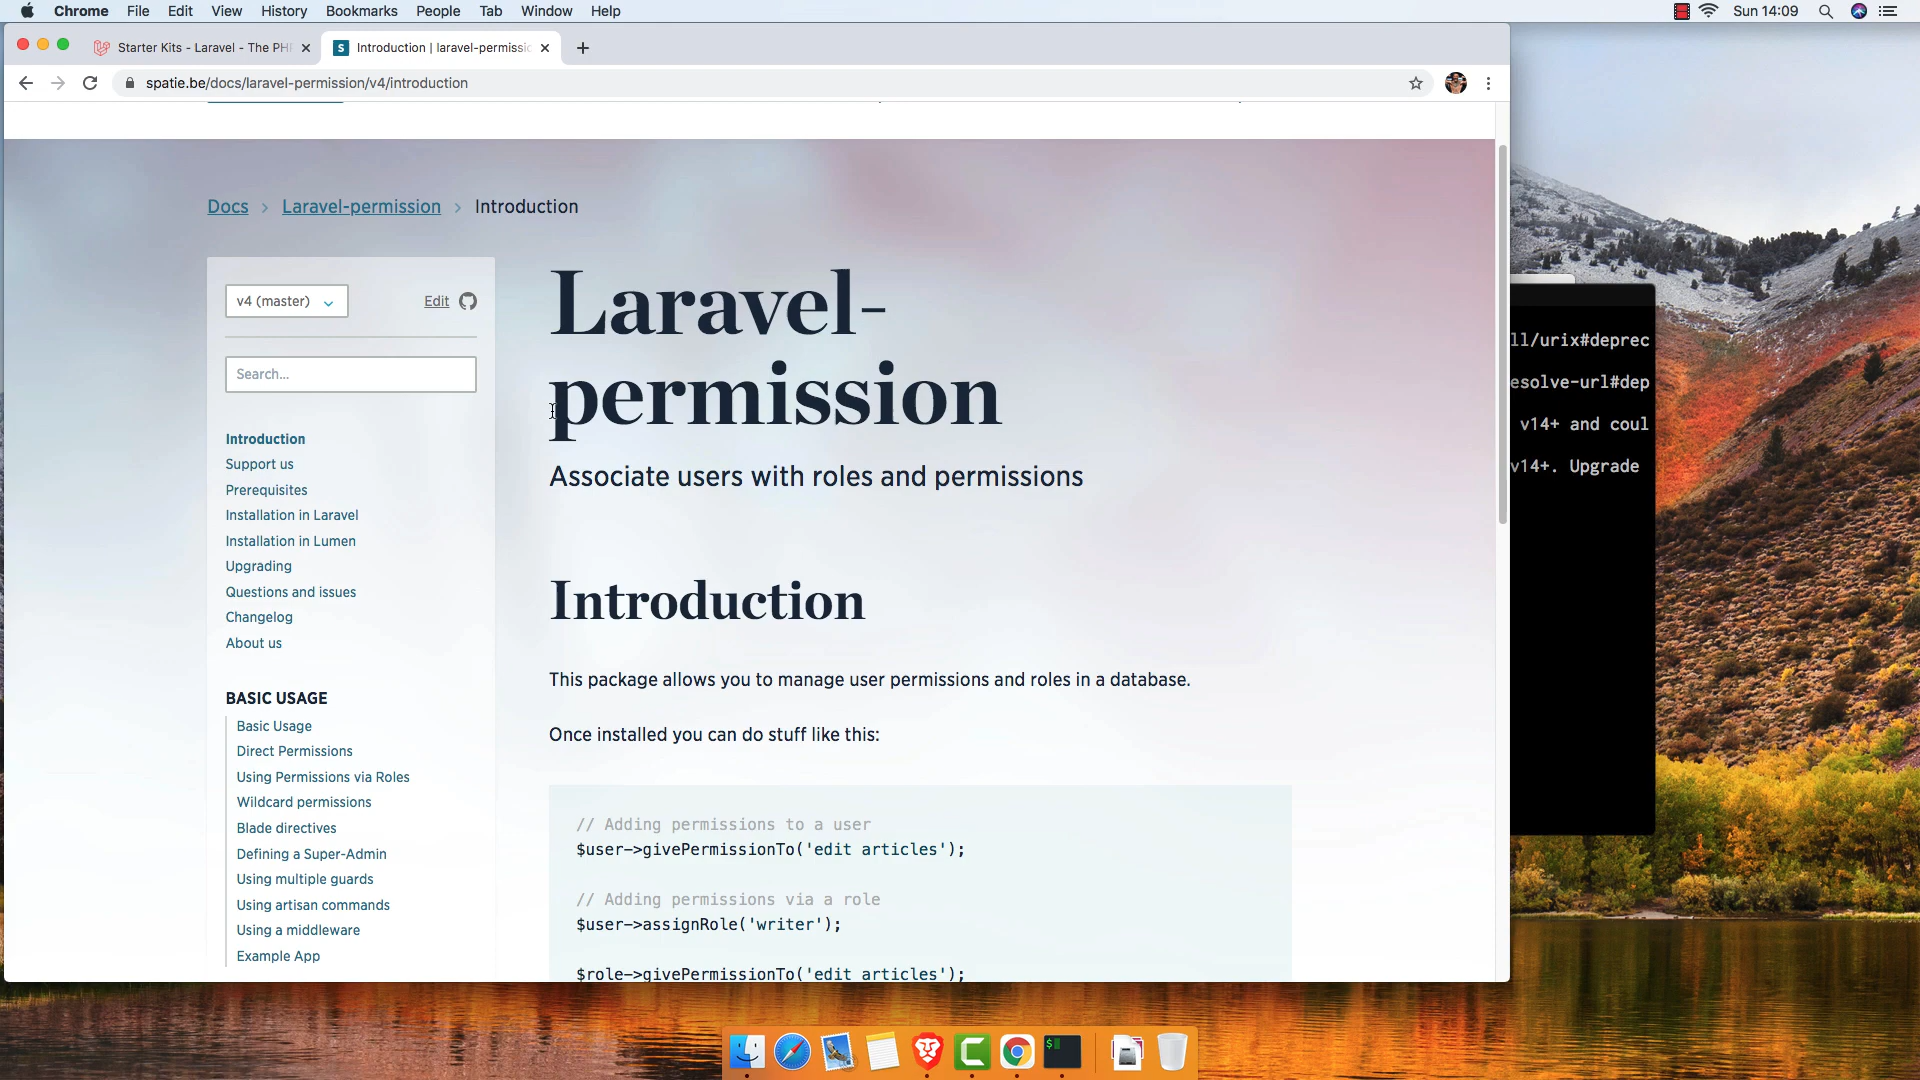 Chrome File Edit View History Bookmarks People Tab Window Help Sun 14:09
Starter Kits - Laravel - The PH
Introduction | laravel-permissio
spatie.be/docs/laravel-permission/v4/introduction
Docs > Laravel-permission > Introduction
v4 (master)
Edit
Search...
Introduction
Support us
Prerequisites
Installation in Laravel
Installation in Lumen
Upgrading
Questions and issues
Changelog
About us
BASIC USAGE
Basic Usage
Direct Permissions
Using Permissions via Roles
Wildcard permissions
Blade directives
Defining a Super-Admin
Using multiple guards
Using artisan commands
Using a middleware
Example App
Laravel-
permission
Associate users with roles and permissions
Introduction
This package allows you to manage user permissions and roles in a database.
Once installed you can do stuff like this:
// Adding permissions to a user
$user->givePermissionTo('edit articles');
// Adding permissions via a role
$user->assignRole('writer');
$role->givePermissionTo('edit articles');
ll/urix#deprec
esolve-url#dep
v14+ and coul
v14+. Upgrade